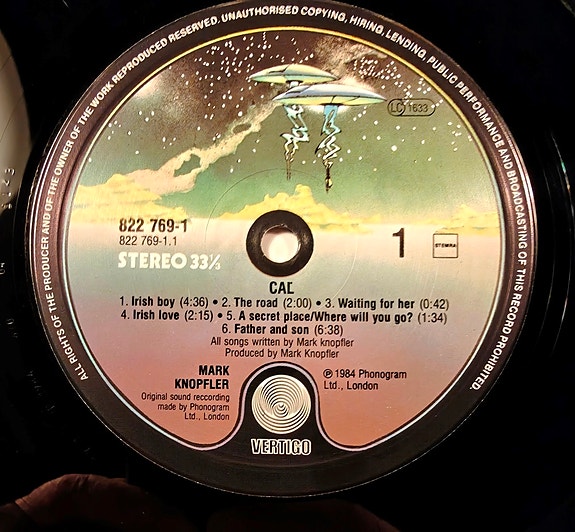 ALL RIGHTS OF THE PRODUCER AND OF THE OWNER OF THE WORK REPRODUCED RESERVED. UNAUTHORISED COPYING, HIRING, LENDING, PUBLIC PERFORMANCE AND BROADCASTING OF THIS RECORD PROHIBITED.
LC 1633
822 769-1
822 769-1.1
STEREO 33⅓
1
STEMRA
CAL
1. Irish boy (4:36) • 2. The road (2:00) • 3. Waiting for her (0:42)
4. Irish love (2:15) • 5. A secret place/Where will you go? (1:34)
6. Father and son (6:38)
All songs written by Mark knopfler
Produced by Mark Knopfler
MARK
KNOPFLER
Original sound reccording
made by Phonogram
Ltd., London
℗ 1984 Phonogram
Ltd., London
VERTIGO